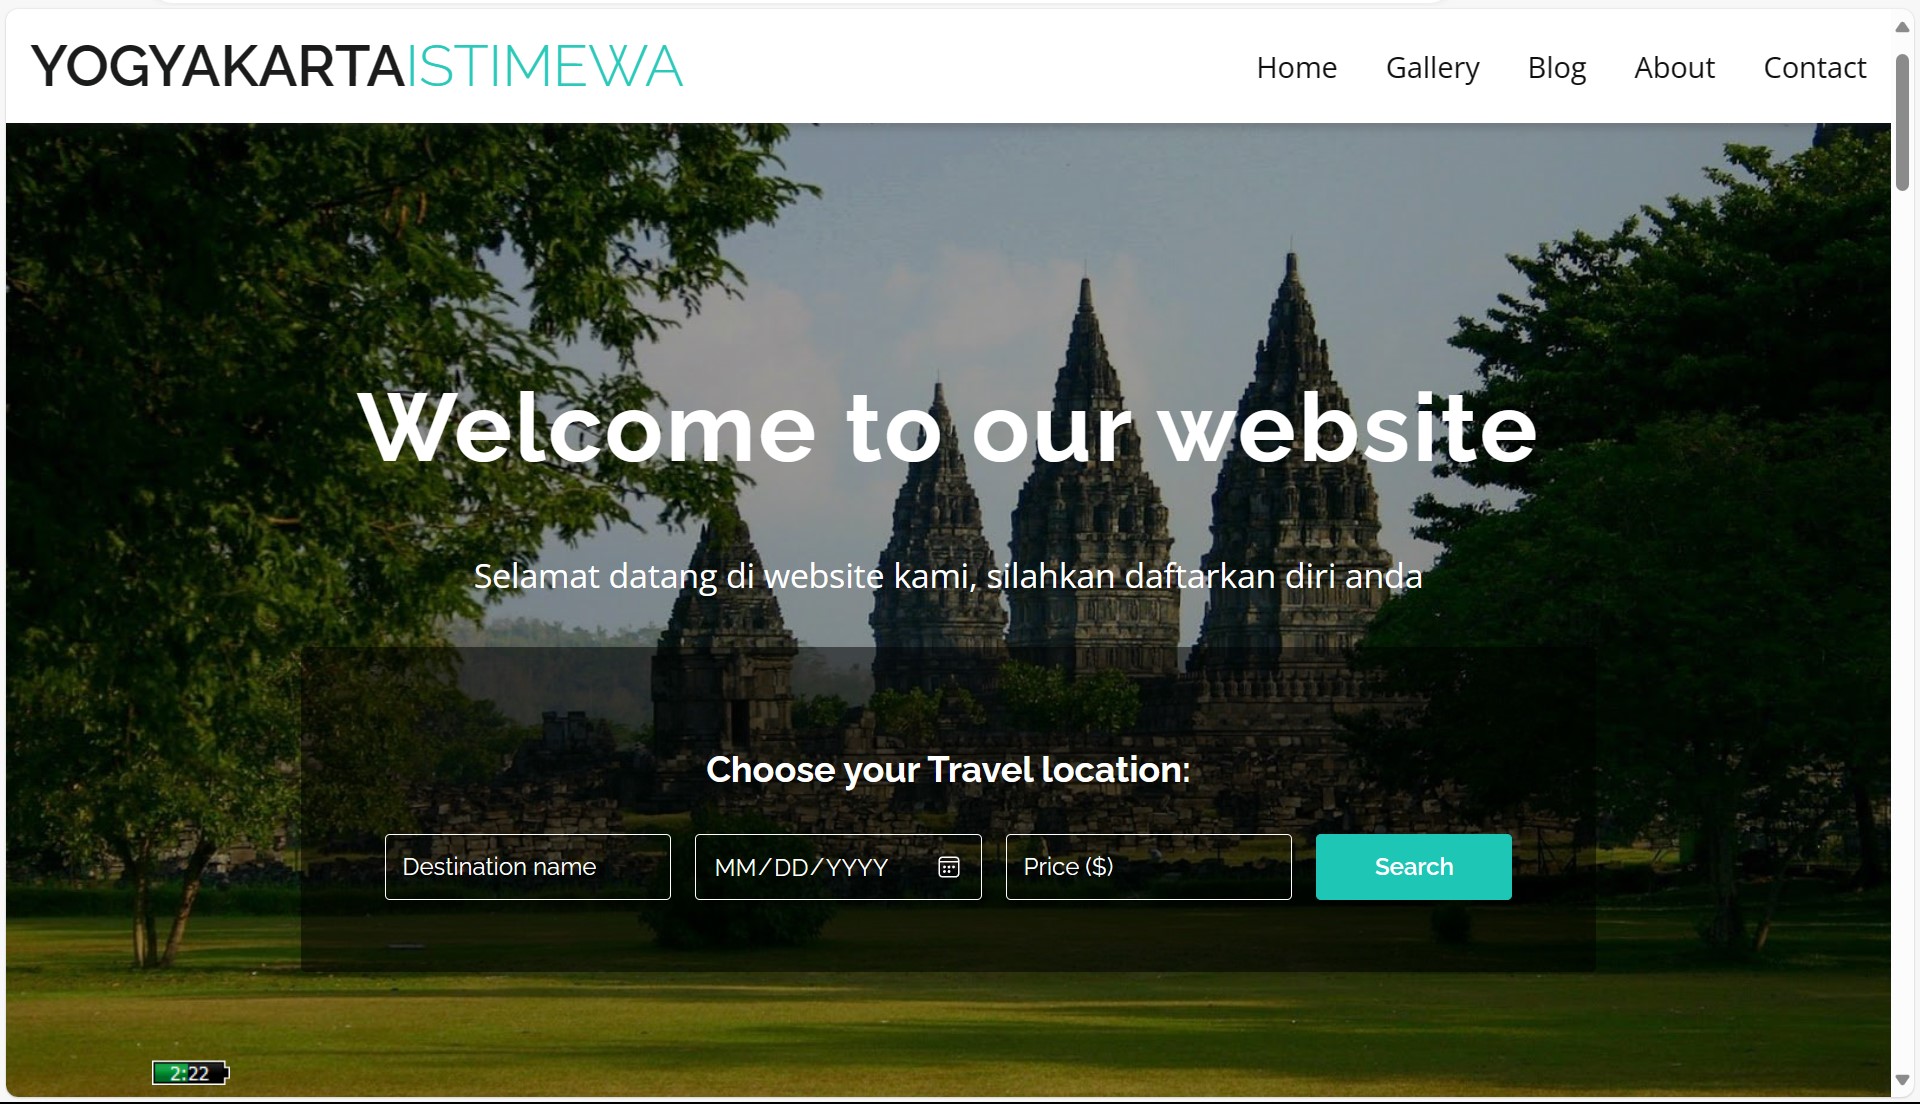 YOGYAKARTAISTIMEWA
Home Gallery Blog About Contact
Welcome to our website
Selamat datang di website kami, silahkan daftarkan diri anda
Choose your Travel location:
Destination name MM/DD/YYYY Price ($) Search
2:22